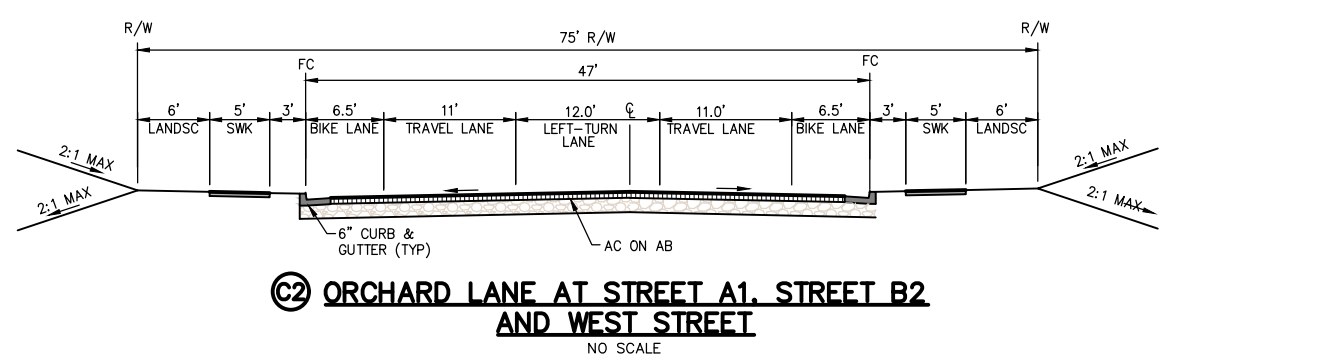 R/W R/W
75' R/W
FC FC
47'
6' 5' 3' 6.5' 11' 12.0' ℄ 11.0' 6.5' 3' 5' 6'
LANDSC SWK BIKE LANE TRAVEL LANE LEFT-TURN TRAVEL LANE BIKE LANE SWK LANDSC
LANE
2:1 MAX 2:1 MAX
2:1 MAX 2:1 MAX
6" CURB &
GUTTER (TYP)
AC ON AB
C2 ORCHARD LANE AT STREET A1, STREET B2
AND WEST STREET
NO SCALE